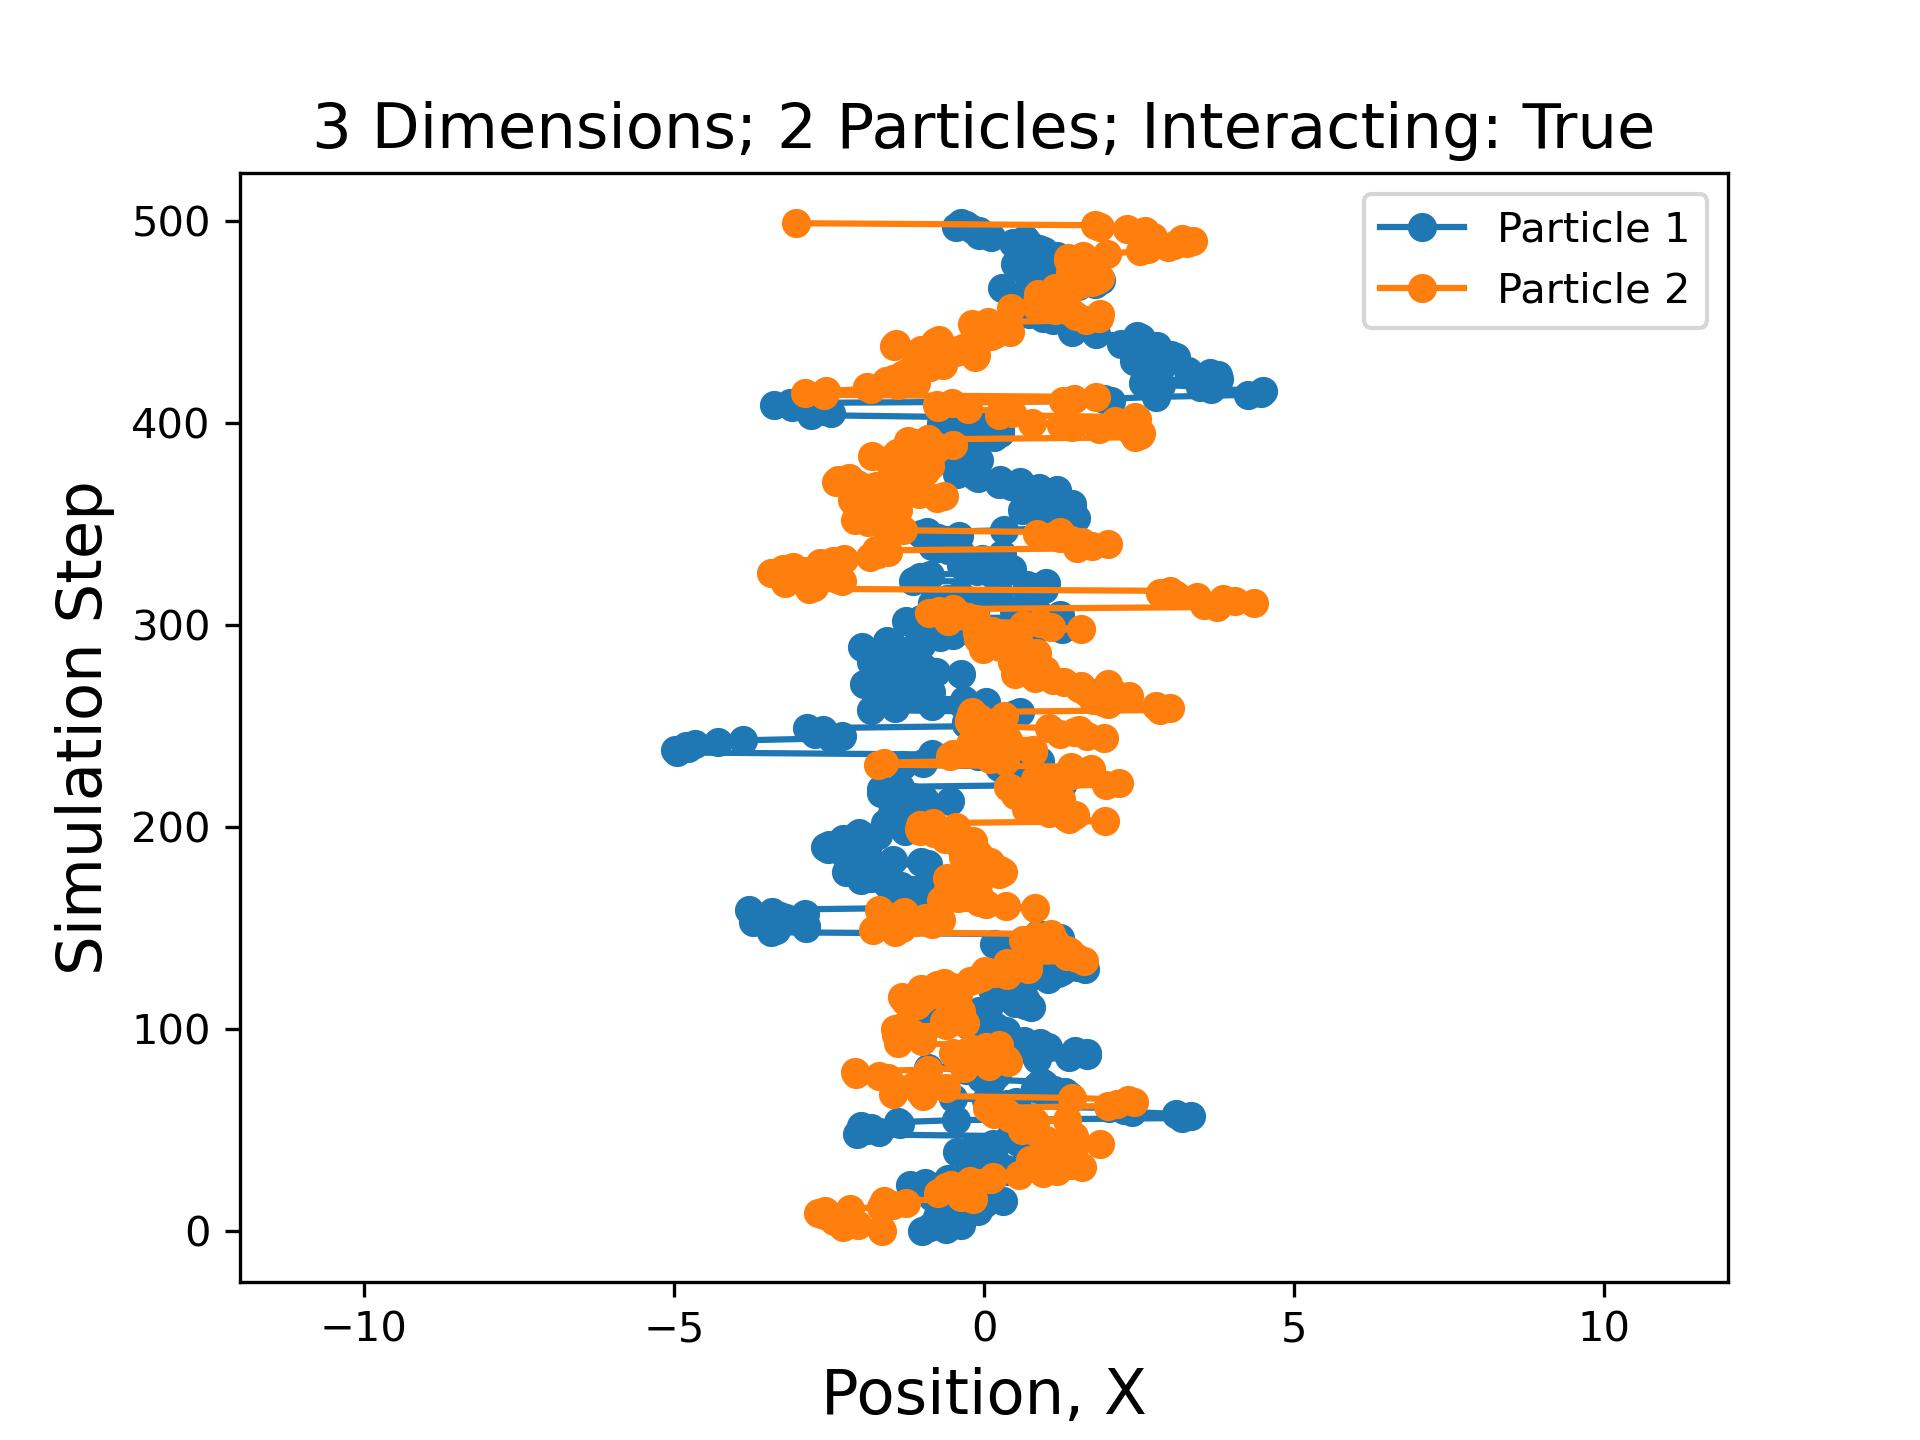 3 Dimensions; 2 Particles; Interacting: True
Particle 1
Particle 2
Simulation Step
500
400
300
200
100
0
−10
−5
0
5
10
Position, X